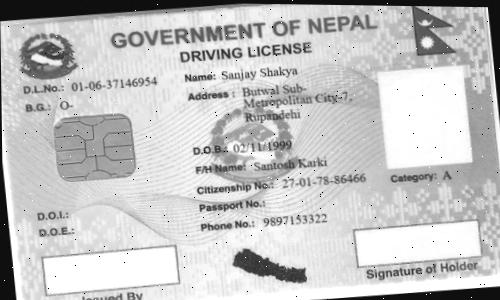 GOVERNMENT OF NEPAL
DRIVING LICENSE
D.L.No.: 01-06-37146954
B.G.: O-
Name: Sanjay Shakya
Address : Butwal Sub-
Metropolitan City-7,
Rupandehi
D.O.B.: 02/11/1999
F/H Name: Santosh Karki
Citizenship No.: 27-01-78-86466
Passport No.:
Phone No.: 9897153322
Category: A
D.O.I.:
D.O.E.:
Issued By
Signature of Holder